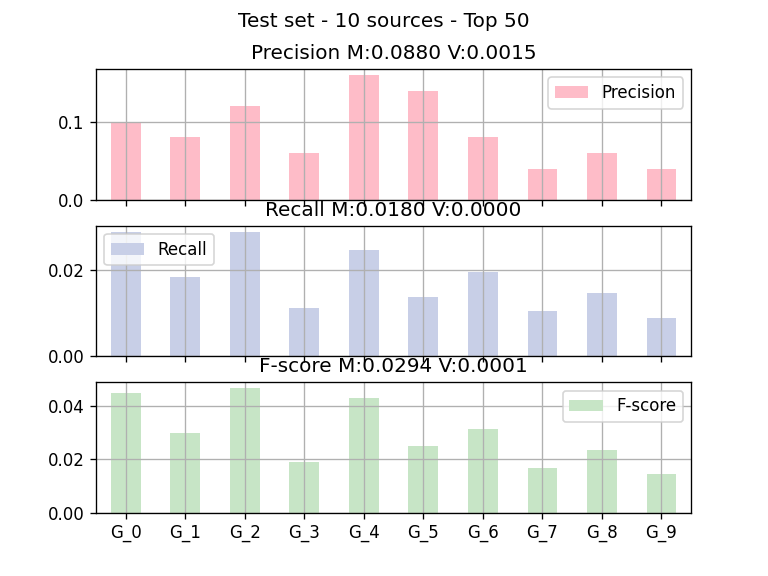 Test set - 10 sources - Top 50
Precision M:0.0880 V:0.0015
Precision
0.1
0.0
Recall M:0.0180 V:0.0000
Recall
0.02
0.00
F-score M:0.0294 V:0.0001
F-score
0.04
0.02
0.00
G_0 G_1 G_2 G_3 G_4 G_5 G_6 G_7 G_8 G_9